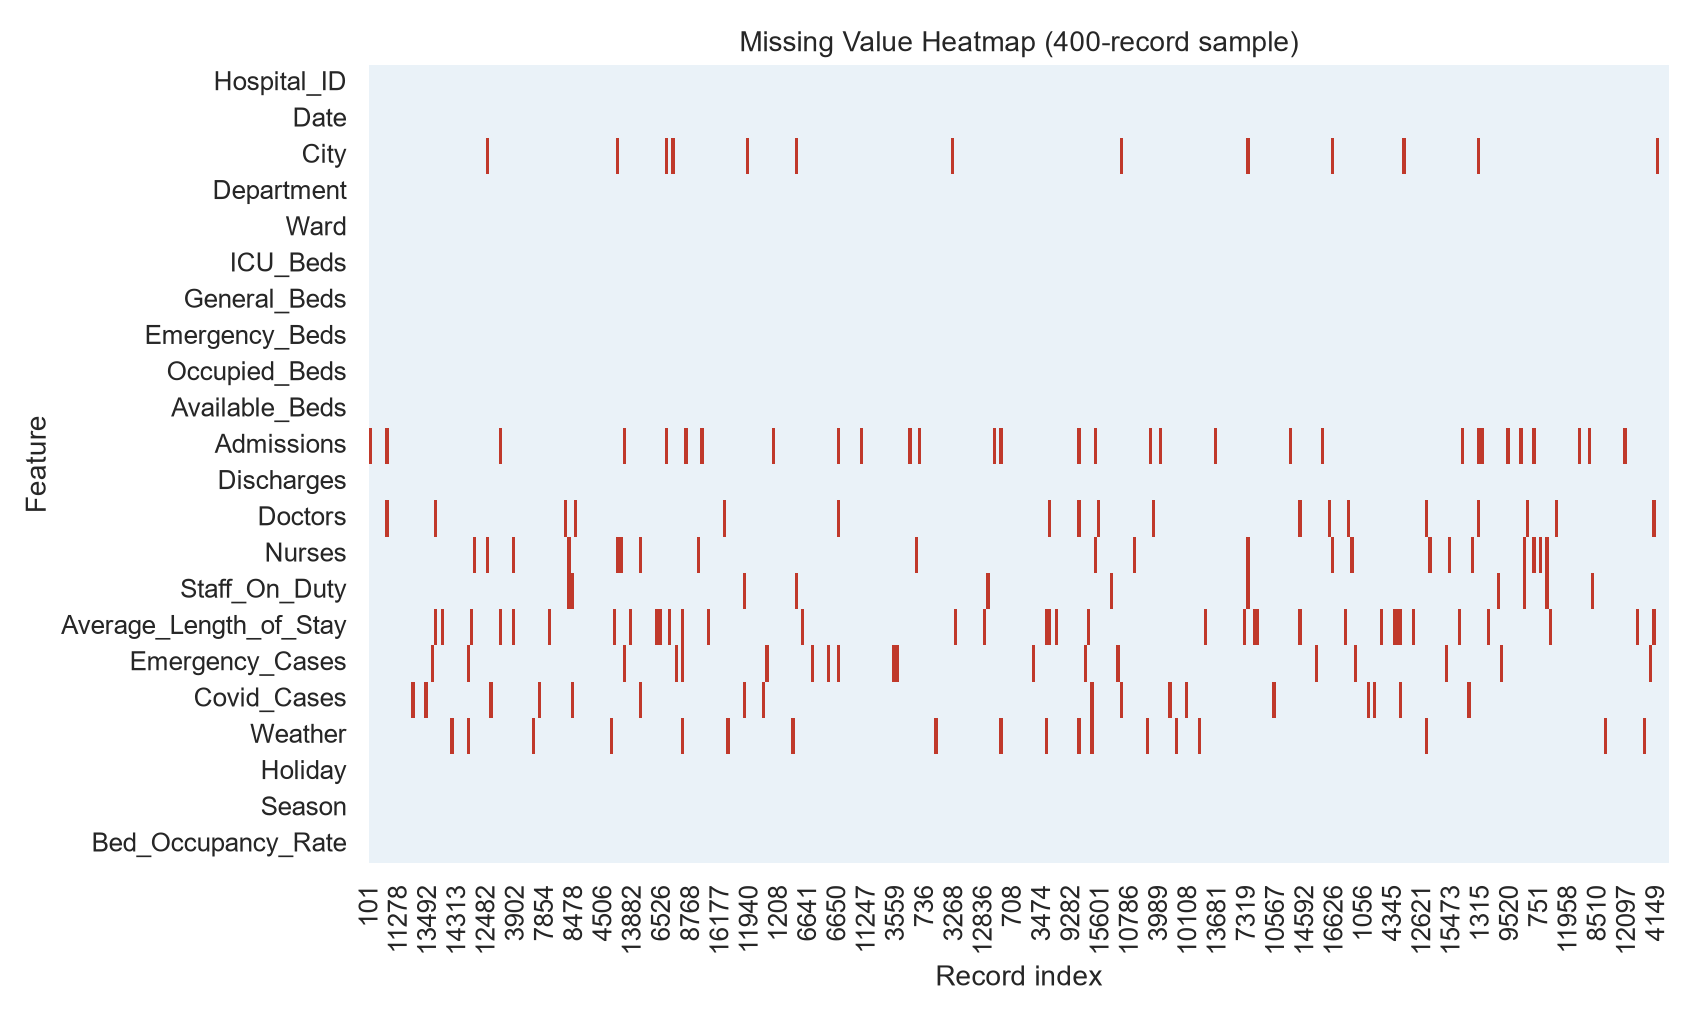 Missing Value Heatmap (400-record sample)
Hospital_ID
Date
City
Department
Ward
ICU_Beds
General_Beds
Emergency_Beds
Occupied_Beds
Available_Beds
Admissions
Discharges
Doctors
Nurses
Staff_On_Duty
Average_Length_of_Stay
Emergency_Cases
Covid_Cases
Weather
Holiday
Season
Bed_Occupancy_Rate
Feature
101
11278
13492
14313
12482
3902
7854
8478
4506
13882
6526
8768
16177
11940
1208
6641
6650
11247
3559
736
3268
12836
708
3474
9282
15601
10786
3989
10108
13681
7319
10567
14592
16626
1056
4345
12621
15473
1315
9520
751
11958
8510
12097
4149
Record index